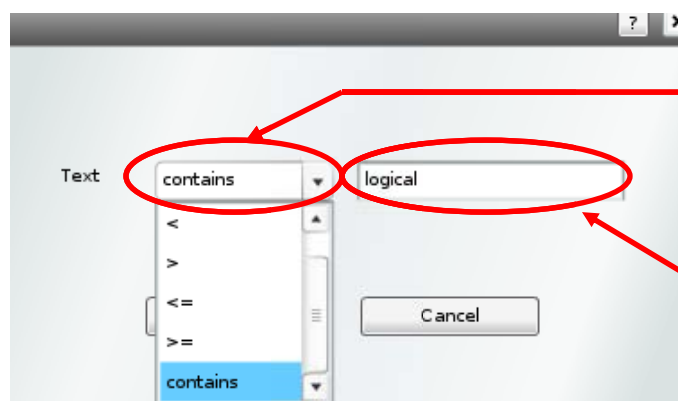 ?
Text contains logical
<
>
<=
>=
Cancel
contains